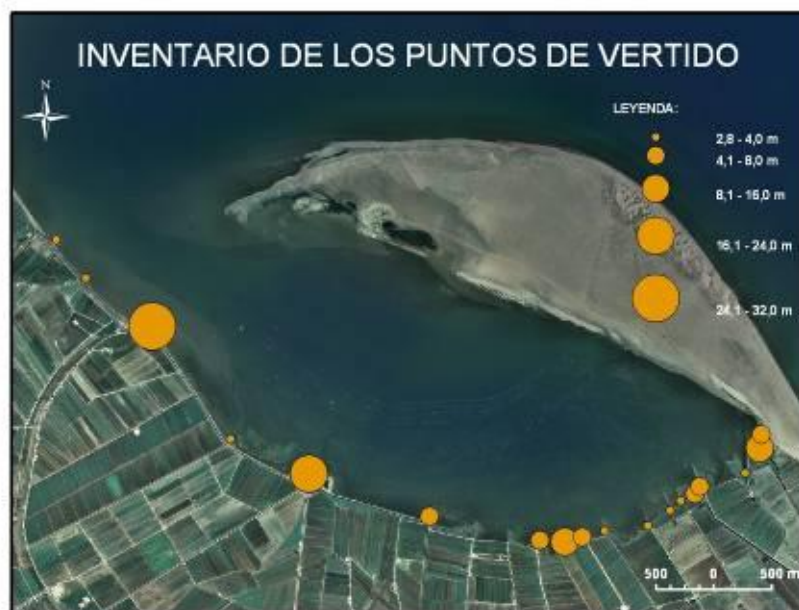 INVENTARIO DE LOS PUNTOS DE VERTIDO
N
LEYENDA:
2,8 - 4,0 m
4,1 - 8,0 m
8,1 - 16,0 m
16,1 - 24,0 m
24,1 - 32,0 m
500 0 500 m